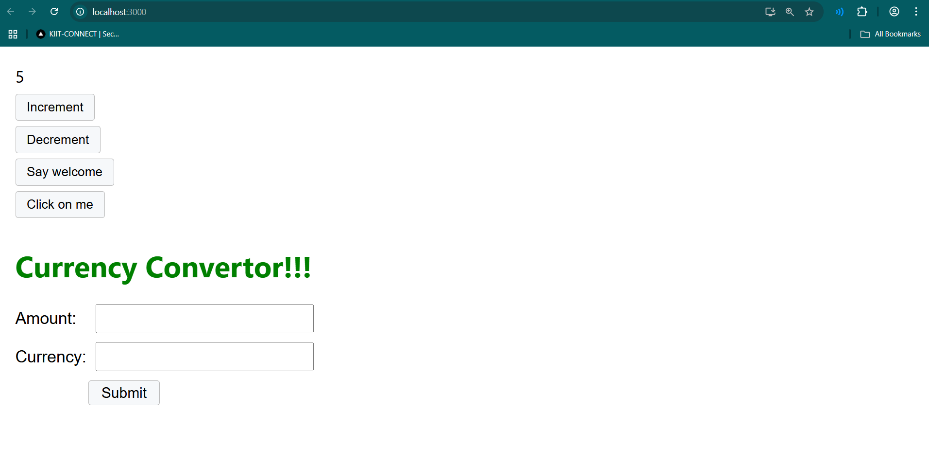 localhost:3000
KIIT-CONNECT | Sec...
All Bookmarks
5
Increment
Decrement
Say welcome
Click on me
Currency Convertor!!!
Amount:
Currency:
Submit